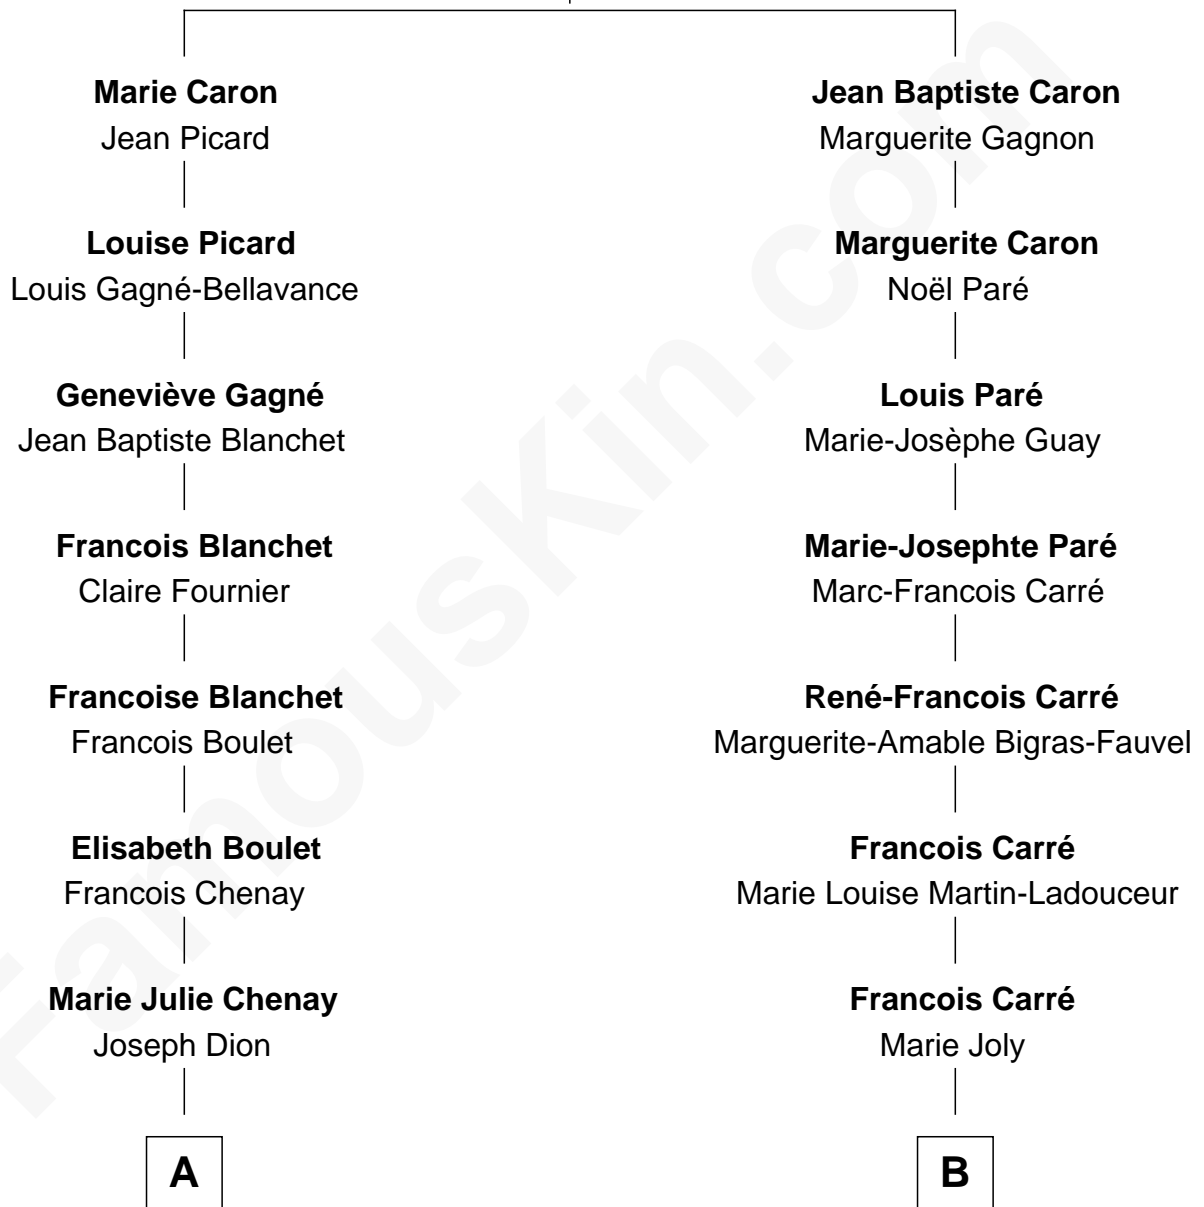 Marie Caron
Jean Picard
Louise Picard
Louis Gagné-Bellavance
Geneviève Gagné
Jean Baptiste Blanchet
Francois Blanchet
Claire Fournier
Francoise Blanchet
Francois Boulet
Elisabeth Boulet
Francois Chenay
Marie Julie Chenay
Joseph Dion
A
Jean Baptiste Caron
Marguerite Gagnon
Marguerite Caron
Noël Paré
Louis Paré
Marie-Josèphe Guay
Marie-Josephte Paré
Marc-Francois Carré
René-Francois Carré
Marguerite-Amable Bigras-Fauvel
Francois Carré
Marie Louise Martin-Ladouceur
Francois Carré
Marie Joly
B
FamousKin.com